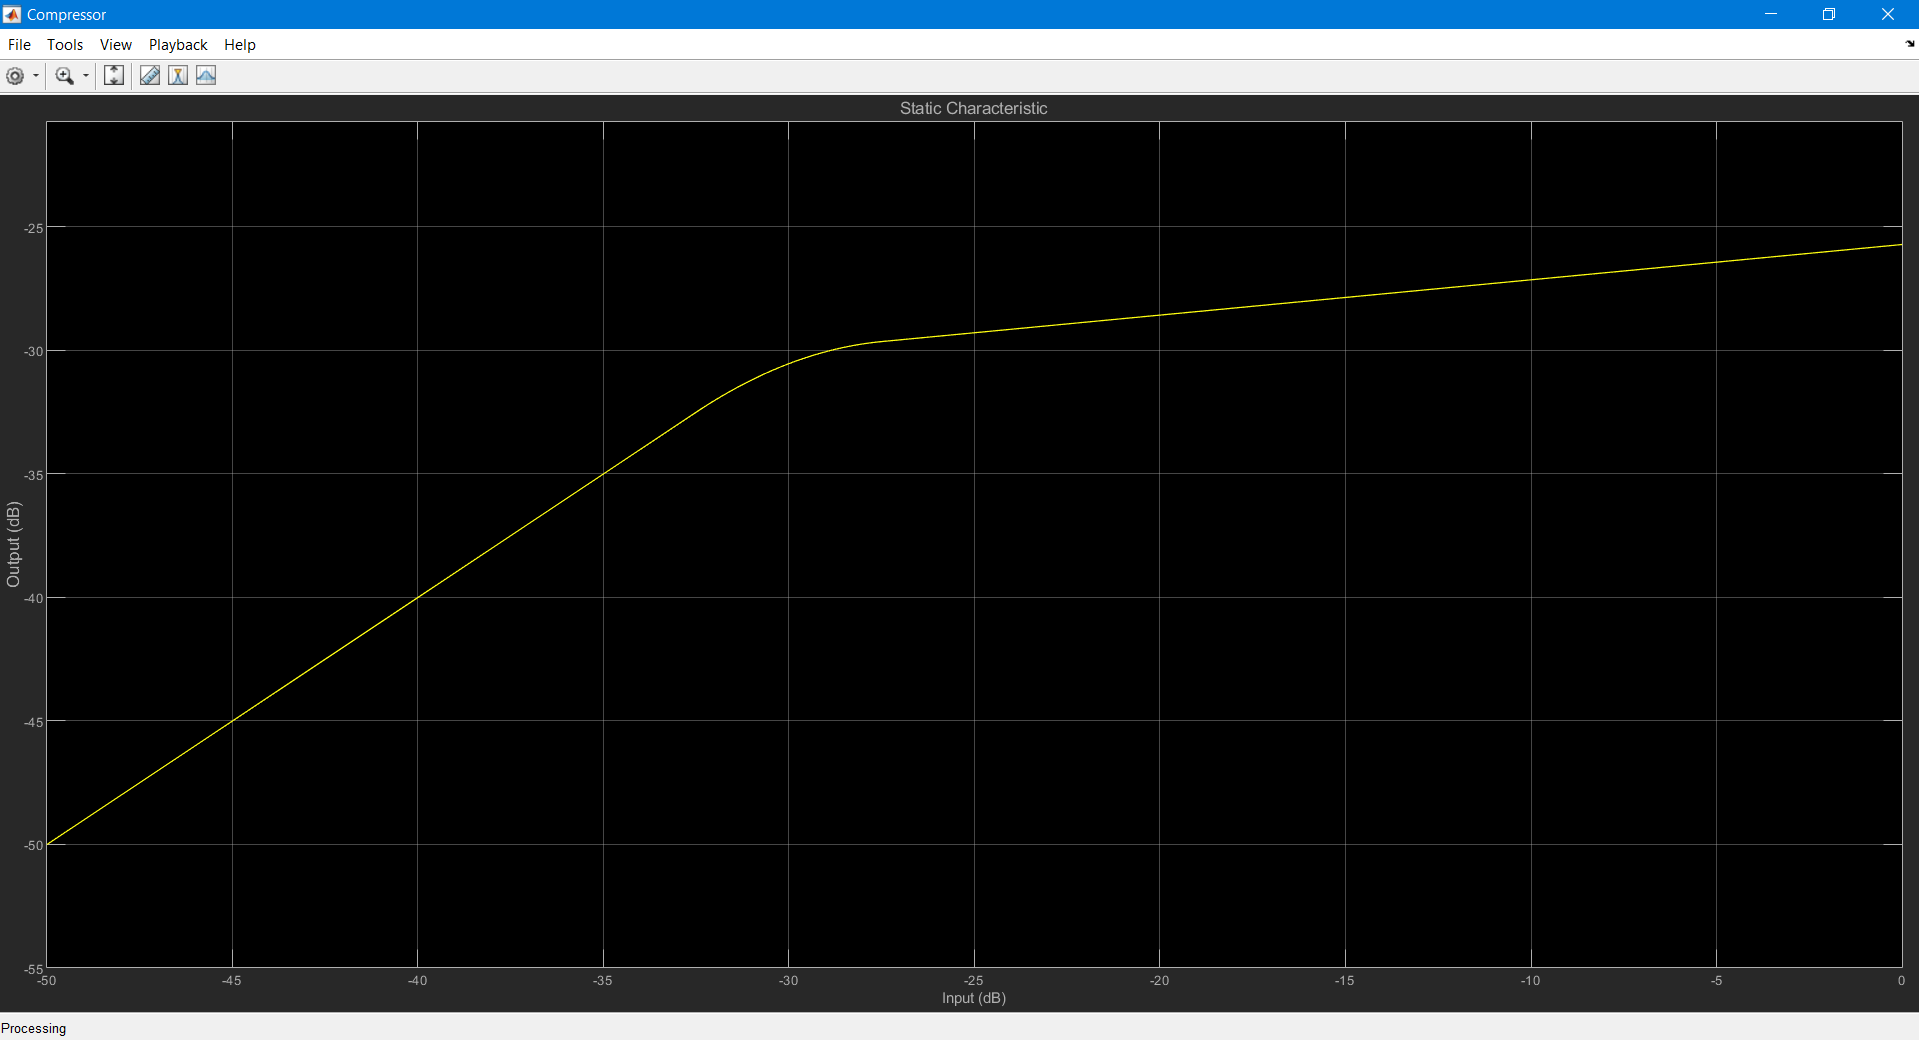 Compressor
File Tools View Playback Help
Static Characteristic
-25
-30
-35
-40
-45
-50
-55
Output (dB)
-50 -45 -40 -35 -30 -25 -20 -15 -10 -5 0
Input (dB)
Processing